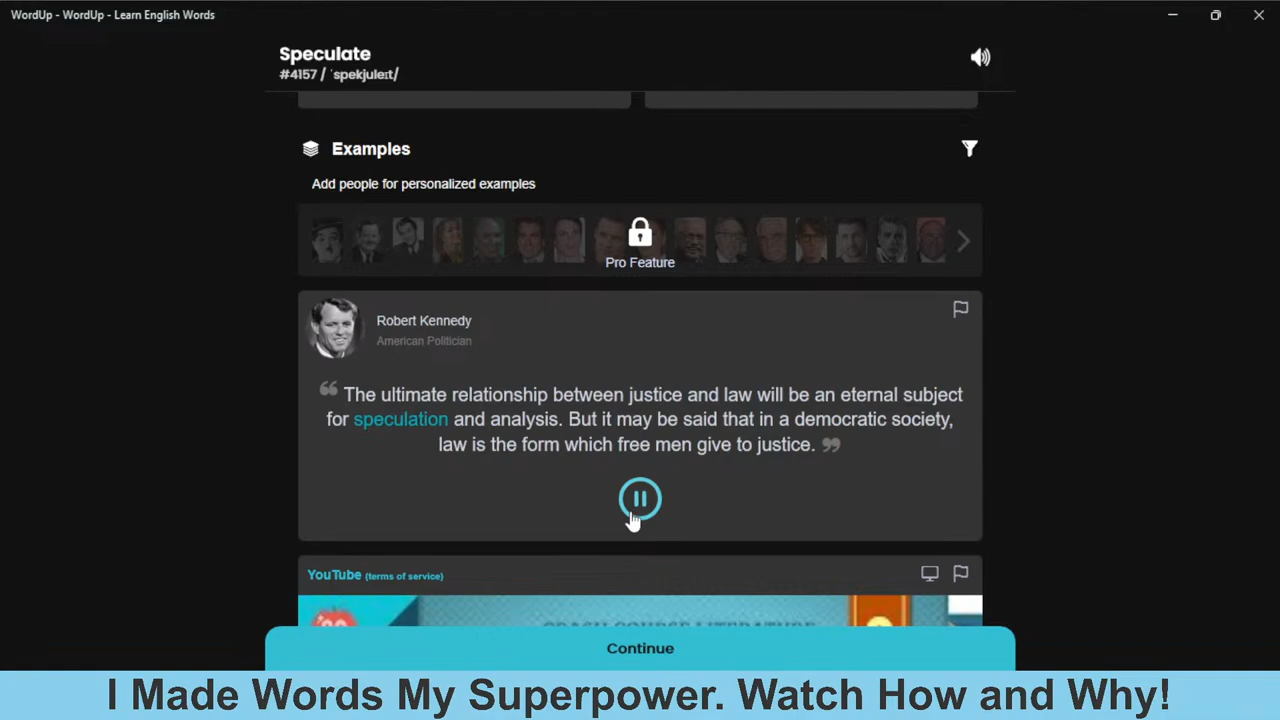 WordUp - WordUp - Learn English Words
Speculate
#4157 / ˈspekjuleɪt/
Examples
Add people for personalized examples
Pro Feature
Robert Kennedy
American Politician
“ The ultimate relationship between justice and law will be an eternal subject
for speculation and analysis. But it may be said that in a democratic society,
law is the form which free men give to justice. ”
YouTube (terms of service)
CRASH COURSE LITERATURE
Continue
I Made Words My Superpower. Watch How and Why!